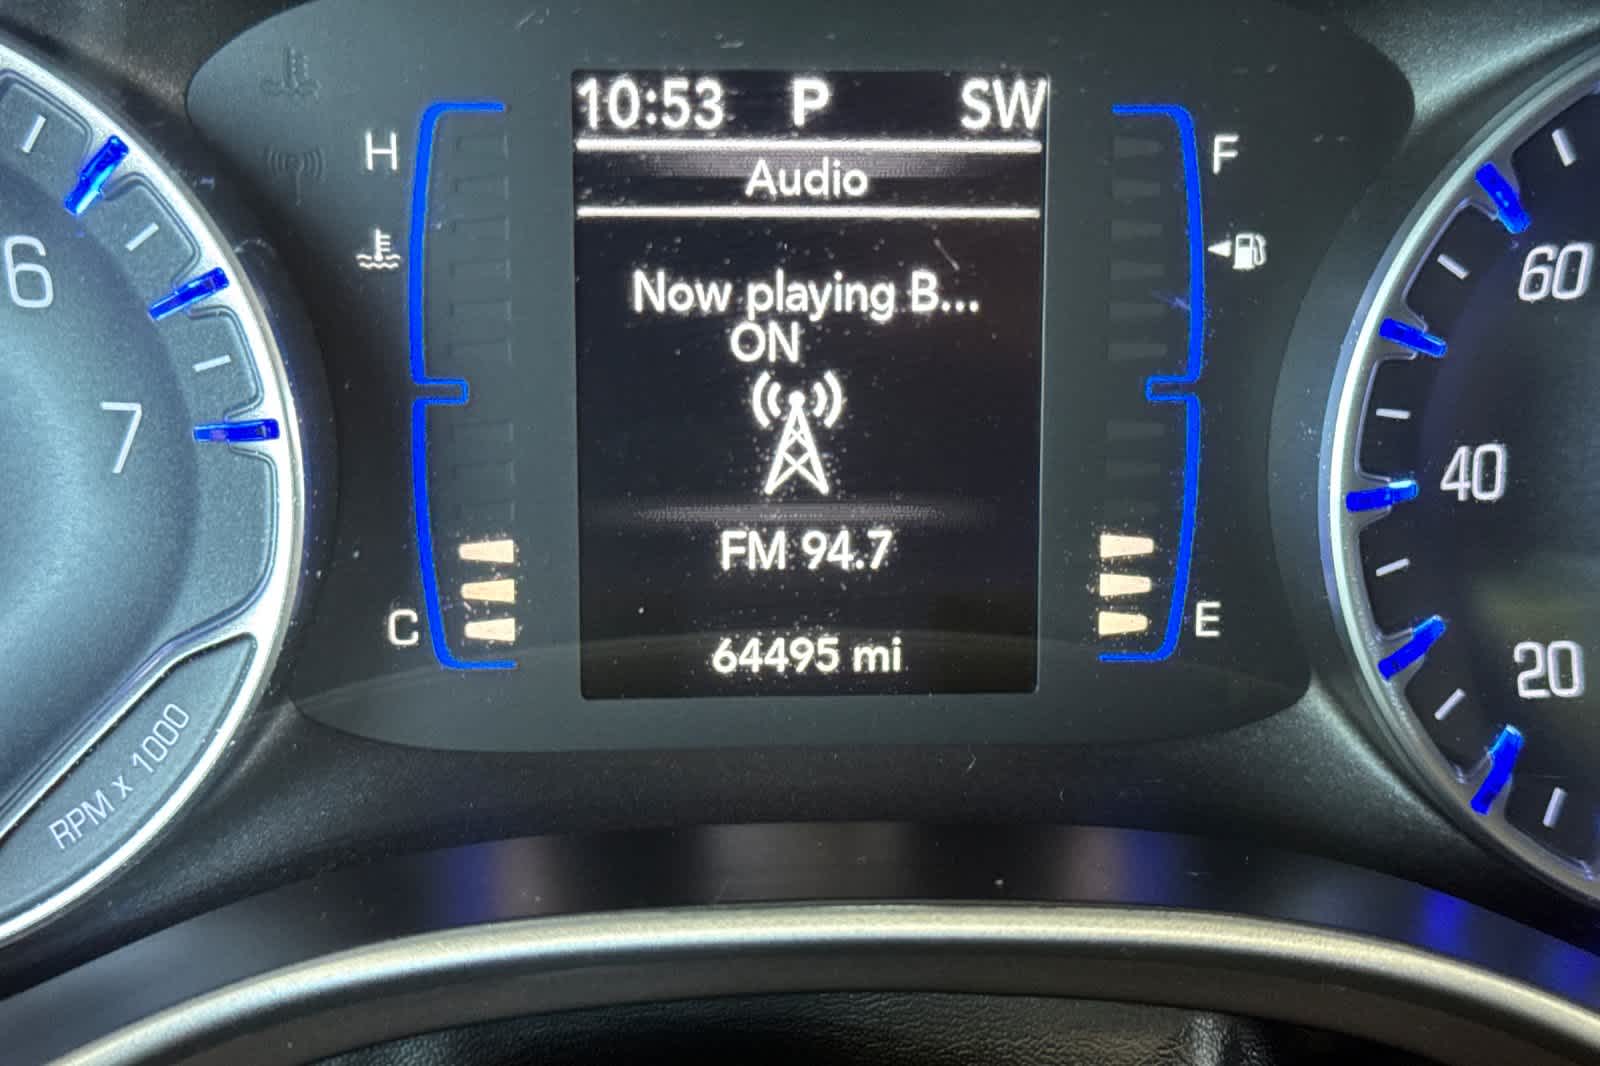 10:53 P SW
Audio
Now playing B...
ON
FM 94.7
64495 mi
H
C
F
E
6
7
RPM x 1000
60
40
20